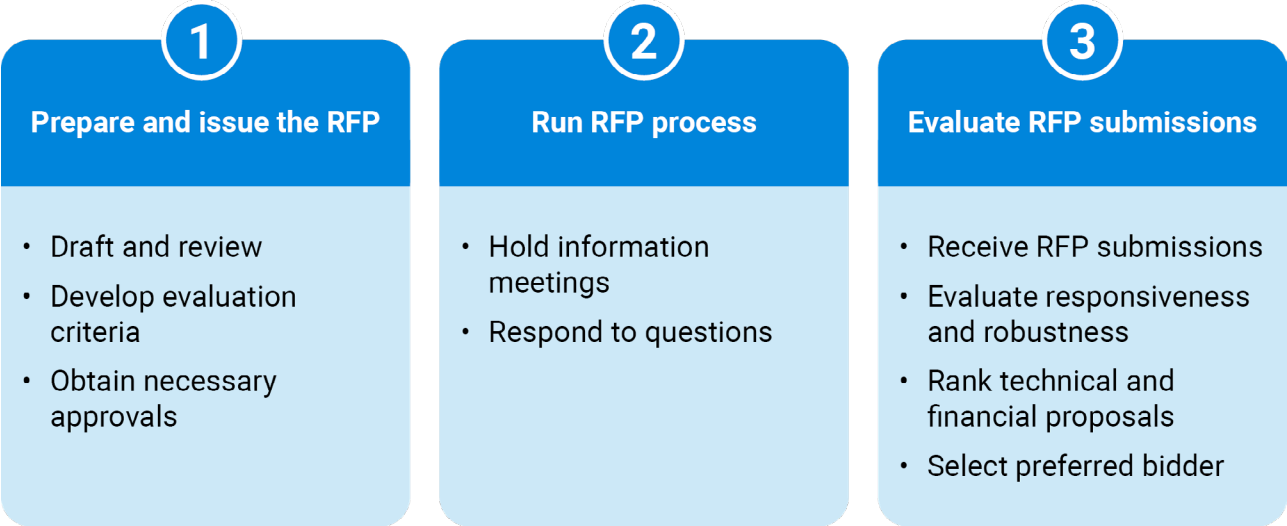 1
Prepare and issue the RFP
• Draft and review
• Develop evaluation
criteria
• Obtain necessary
approvals
2
Run RFP process
• Hold information
meetings
• Respond to questions
3
Evaluate RFP submissions
• Receive RFP submissions
• Evaluate responsiveness
and robustness
• Rank technical and
financial proposals
• Select preferred bidder